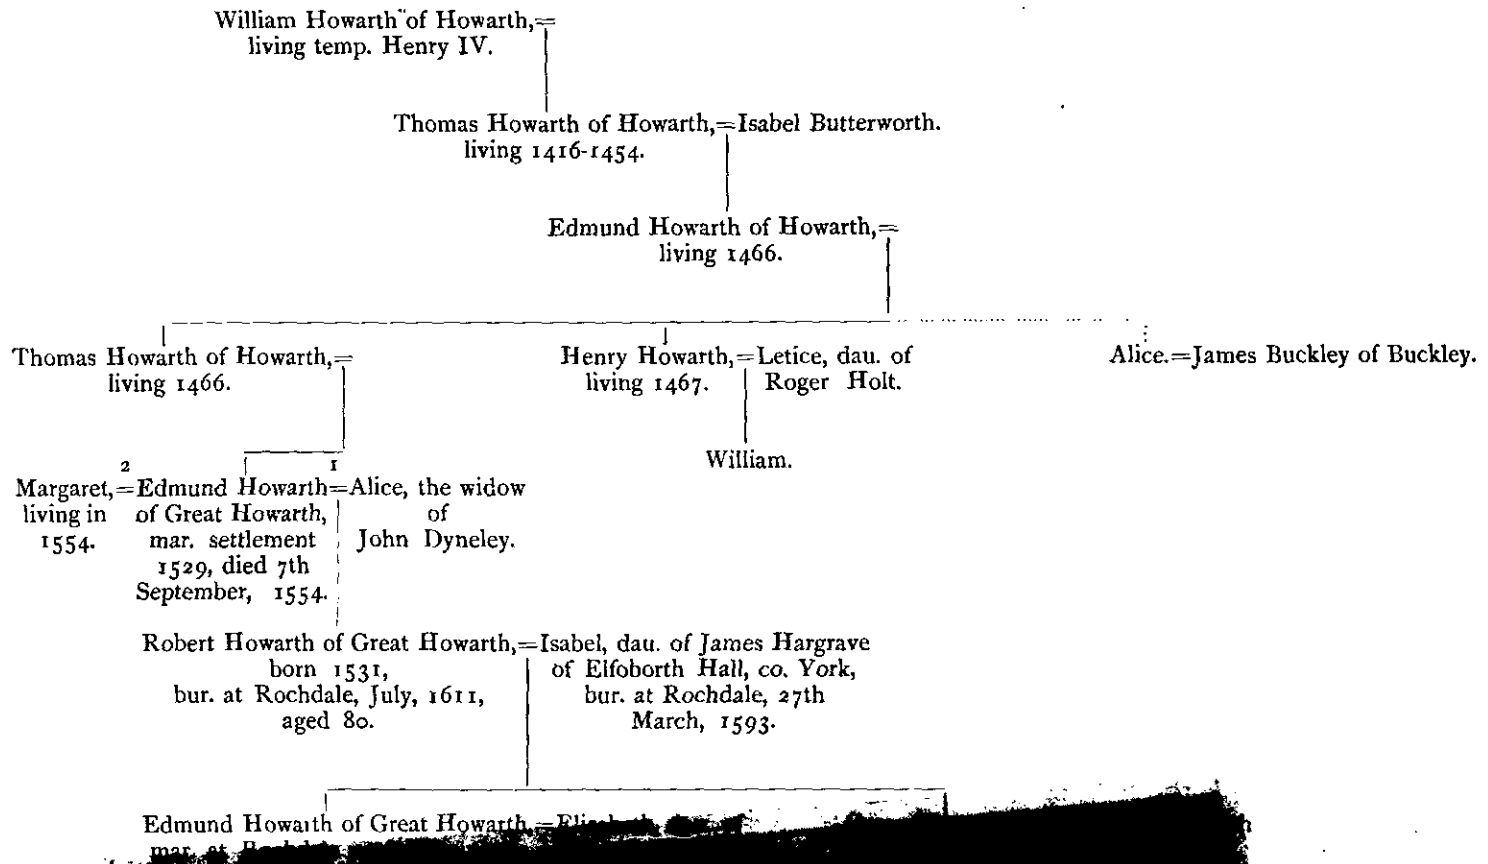 William Howarth of Howarth,=
living temp. Henry IV.
Thomas Howarth of Howarth,=Isabel Butterworth.
living 1416-1454.
Edmund Howarth of Howarth,=
living 1466.
Thomas Howarth of Howarth,=
living 1466.
Henry Howarth,=Letice, dau. of
living 1467. Roger Holt.
Alice.=James Buckley of Buckley.
William.
2 1
Margaret,=Edmund Howarth=Alice, the widow
living in of Great Howarth, of
1554. mar. settlement John Dyneley.
1529, died 7th
September, 1554.
Robert Howarth of Great Howarth,=Isabel, dau. of James Hargrave
born 1531, of Elfoborth Hall, co. York,
bur. at Rochdale, July, 1611, bur. at Rochdale, 27th
aged 80. March, 1593.
Edmund Howarth of Great Howarth,=
mar. at